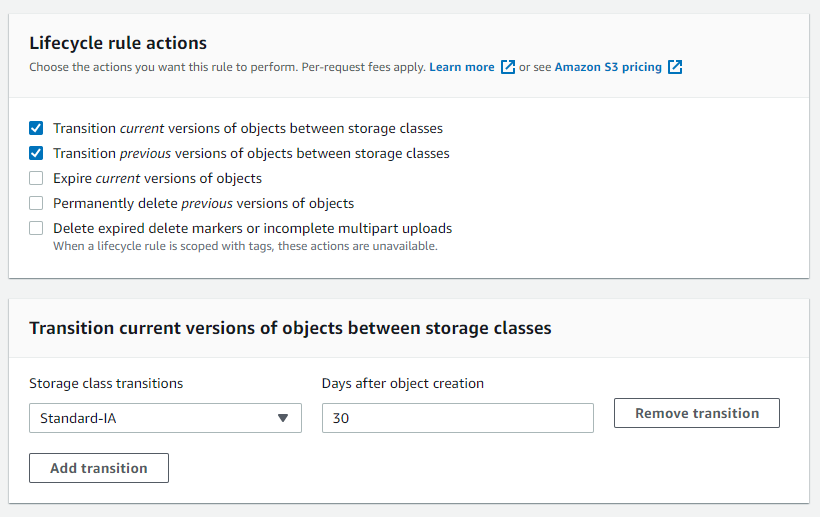 Lifecycle rule actions
Choose the actions you want this rule to perform. Per-request fees apply. Learn more or see Amazon S3 pricing
Transition current versions of objects between storage classes
Transition previous versions of objects between storage classes
Expire current versions of objects
Permanently delete previous versions of objects
Delete expired delete markers or incomplete multipart uploads
When a lifecycle rule is scoped with tags, these actions are unavailable.
Transition current versions of objects between storage classes
Storage class transitions Days after object creation
Standard-IA 30 Remove transition
Add transition